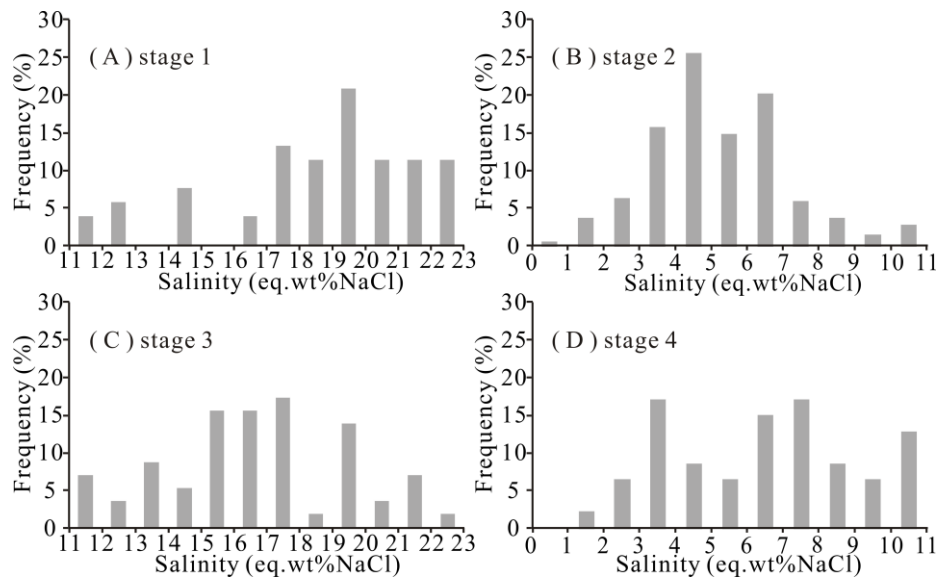 30
25
20
15
10
5
0
Frequency (%)
( A ) stage 1
11 12 13 14 15 16 17 18 19 20 21 22 23
Salinity (eq.wt%NaCl)
30
25
20
15
10
5
0
Frequency (%)
( B ) stage 2
0 1 2 3 4 5 6 7 8 9 10 11
Salinity (eq.wt%NaCl)
30
25
20
15
10
5
0
Frequency (%)
( C ) stage 3
11 12 13 14 15 16 17 18 19 20 21 22 23
Salinity (eq.wt%NaCl)
30
25
20
15
10
5
0
Frequency (%)
( D ) stage 4
0 1 2 3 4 5 6 7 8 9 10 11
Salinity (eq.wt%NaCl)